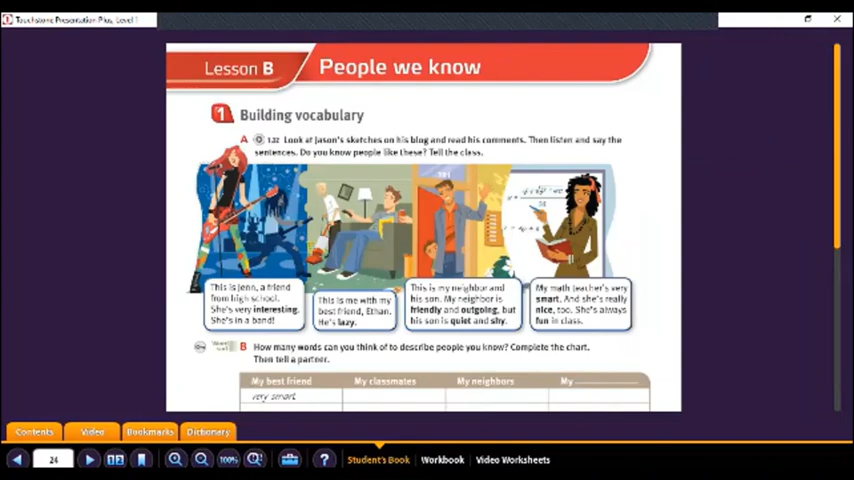 Touchstone Presentation Plus, Level 1
Lesson B
People we know
1 Building vocabulary
A 1.22 Look at Jason's sketches on his blog and read his comments. Then listen and say the
sentences. Do you know people like these? Tell the class.
101
This is Jenn, a friend
from high school.
She's very interesting.
She's in a band!
This is me with my
best friend, Ethan.
He's lazy.
This is my neighbor and
his son. My neighbor is
friendly and outgoing, but
his son is quiet and shy.
My math teacher's very
smart. And she's really
nice, too. She's always
fun in class.
Word sort B How many words can you think of to describe people you know? Complete the chart.
Then tell a partner.
My best friend My classmates My neighbors My ___________
very smart
Contents Video Bookmarks Dictionary
24 12 100% ? Student's Book Workbook Video Worksheets